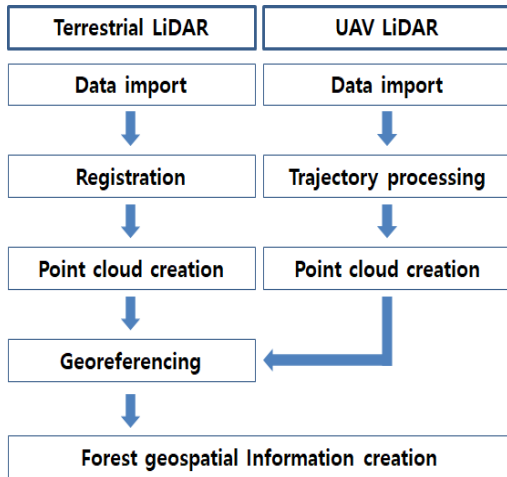 Terrestrial LiDAR
UAV LiDAR
Data import
Data import
Registration
Trajectory processing
Point cloud creation
Point cloud creation
Georeferencing
Forest geospatial Information creation